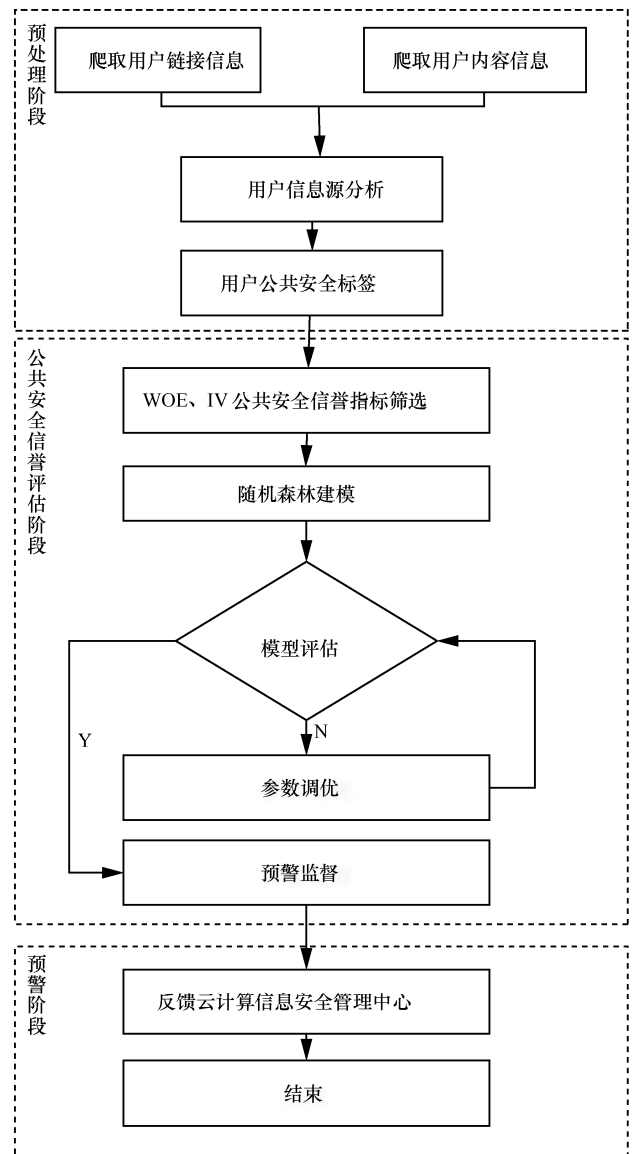 预处理阶段
爬取用户链接信息
爬取用户内容信息
用户信息源分析
用户公共安全标签
公共安全信誉评估阶段
WOE、IV 公共安全信誉指标筛选
随机森林建模
模型评估
Y
N
参数调优
预警监督
预警阶段
反馈云计算信息安全管理中心
结束